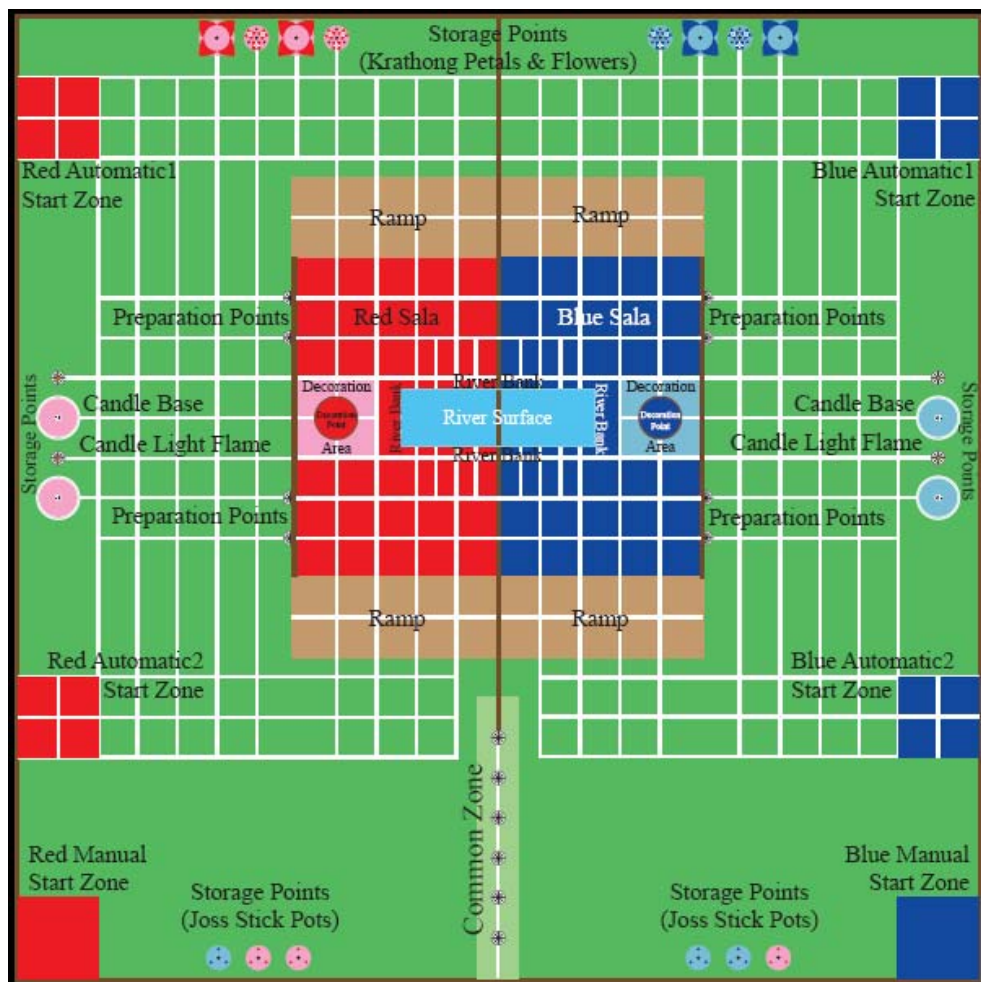 Storage Points
(Krathong Petals & Flowers)
Red Automatic1
Start Zone
Blue Automatic1
Start Zone
Ramp
Ramp
Preparation Points
Red Sala
Blue Sala
Preparation Points
Storage Points
Candle Base
Candle Light Flame
Decoration
Decoration
Point
Area
River Bank
River Bank
River Surface
River Bank
River Bank
Decoration
Decoration
Point
Area
Candle Base
Candle Light Flame
Storage Points
Preparation Points
Preparation Points
Ramp
Ramp
Red Automatic2
Start Zone
Blue Automatic2
Start Zone
Common Zone
Red Manual
Start Zone
Blue Manual
Start Zone
Storage Points
(Joss Stick Pots)
Storage Points
(Joss Stick Pots)